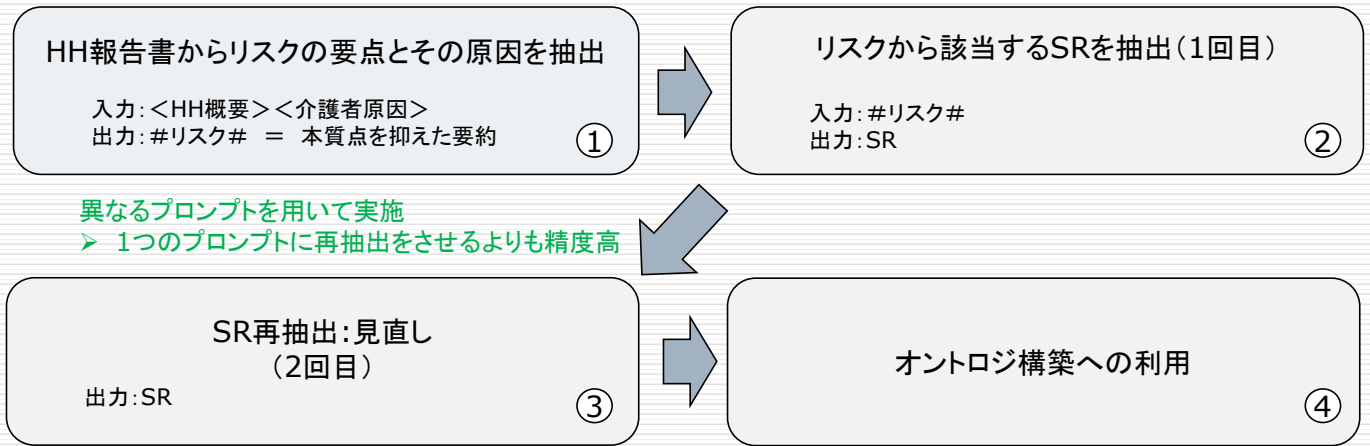 HH報告書からリスクの要点とその原因を抽出
入力:<HH概要><介護者原因>
出力:#リスク# = 本質点を抑えた要約
①
リスクから該当するSRを抽出(1回目)
入力:#リスク#
出力:SR
②
異なるプロンプトを用いて実施
➢ 1つのプロンプトに再抽出をさせるよりも精度高
SR再抽出:見直し
(2回目)
出力:SR
③
オントロジ構築への利用
④